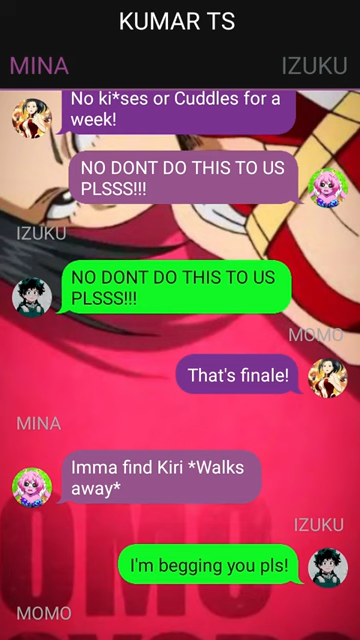 KUMAR TS
MINA
IZUKU
No ki*ses or Cuddles for a
week!
NO DONT DO THIS TO US
PLSSS!!!
IZUKU
NO DONT DO THIS TO US
PLSSS!!!
MOMO
That's finale!
MINA
Imma find Kiri *Walks
away*
IZUKU
I'm begging you pls!
MOMO